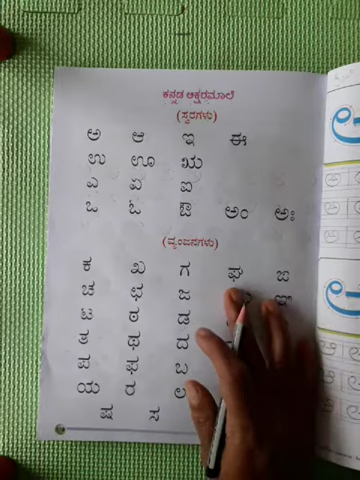 ಕನ್ನಡ ಅಕ್ಷರಮಾಲೆ
(ಸ್ವರಗಳು)
ಅ ಆ ಇ ಈ
ಉ ಊ ಋ
ಎ ಏ ಐ
ಒ ಓ ಔ ಅಂ ಅಃ
(ವ್ಯಂಜನಗಳು)
ಕ ಖ ಗ ಘ ಙ
ಚ ಛ ಜ ಞ
ಟ ಠ ಡ
ತ ಥ ದ
ಪ ಫ ಬ
ಯ ರ ಲ
ಷ ಸ